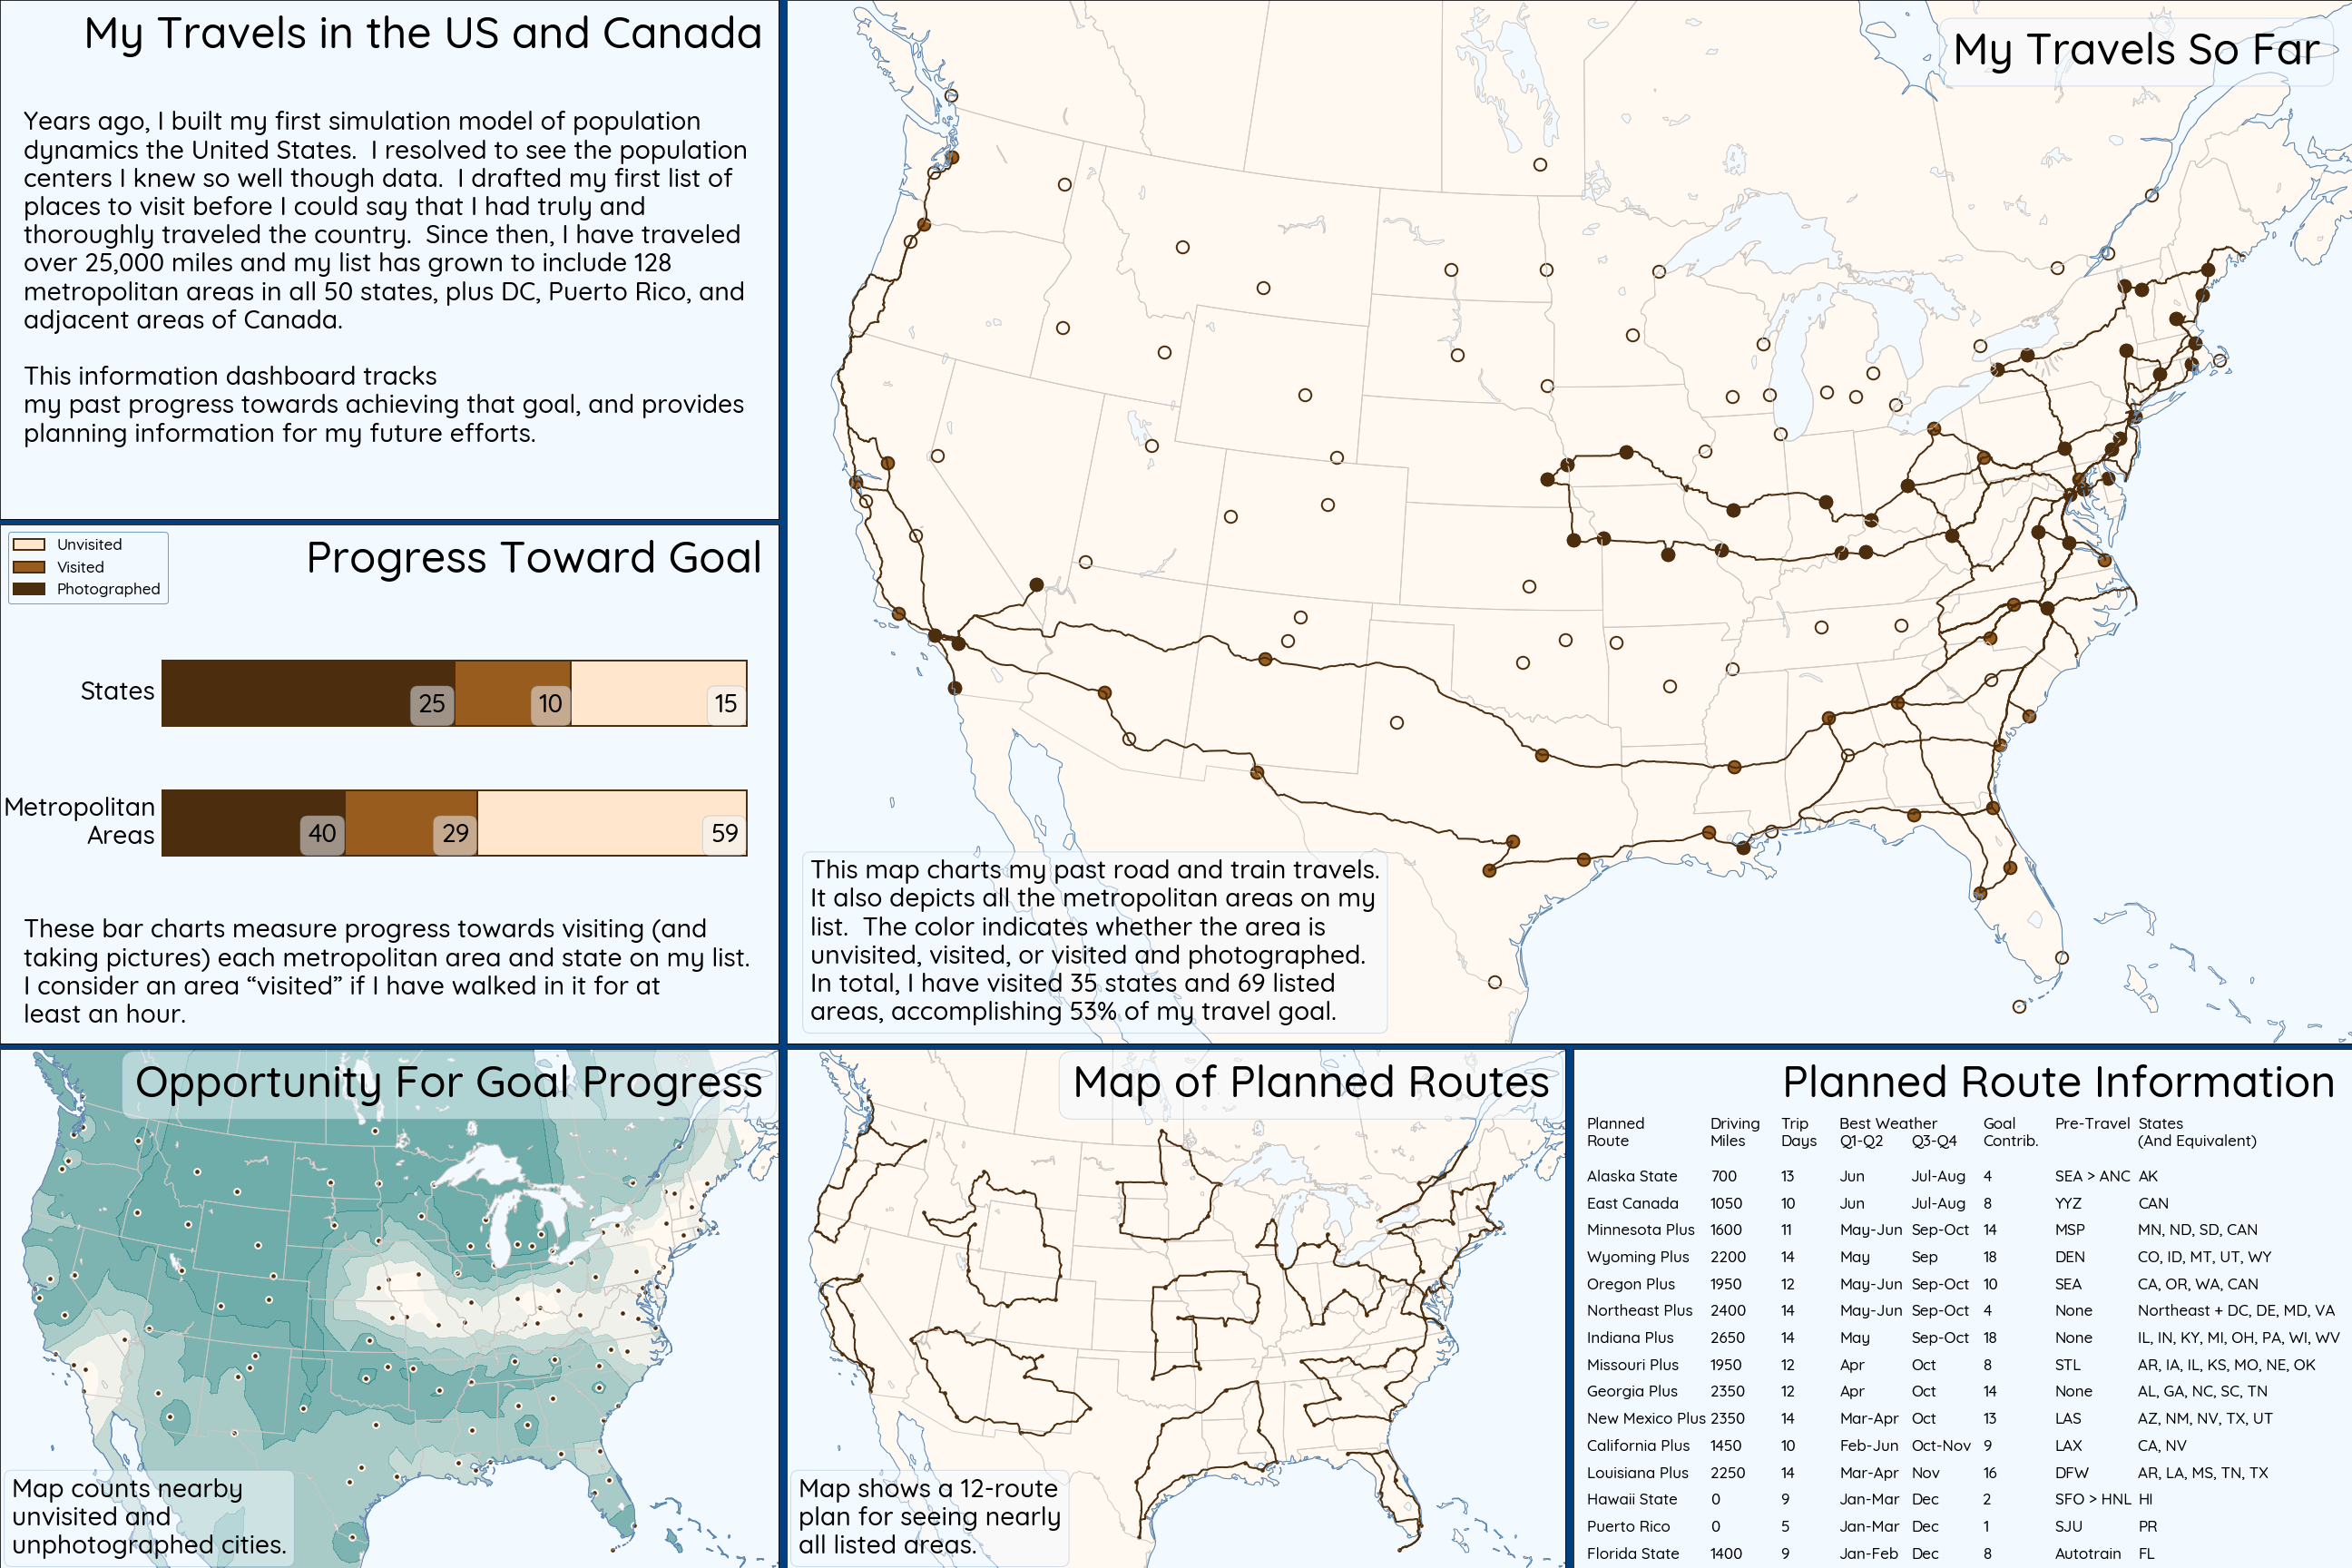 My Travels in the US and Canada
Years ago, I built my first simulation model of population
dynamics the United States.  I resolved to see the population
centers I knew so well though data.  I drafted my first list of
places to visit before I could say that I had truly and
thoroughly traveled the country.  Since then, I have traveled
over 25,000 miles and my list has grown to include 128
metropolitan areas in all 50 states, plus DC, Puerto Rico, and
adjacent areas of Canada.
This information dashboard tracks
my past progress towards achieving that goal, and provides
planning information for my future efforts.
My Travels So Far
This map charts my past road and train travels.
It also depicts all the metropolitan areas on my
list.  The color indicates whether the area is
unvisited, visited, or visited and photographed.
In total, I have visited 35 states and 69 listed
areas, accomplishing 53% of my travel goal.
Progress Toward Goal
Unvisited
Visited
Photographed
States 25 10 15
Metropolitan
Areas 40 29 59
These bar charts measure progress towards visiting (and
taking pictures) each metropolitan area and state on my list.
I consider an area “visited” if I have walked in it for at
least an hour.
Opportunity For Goal Progress
Map counts nearby
unvisited and
unphotographed cities.
Map of Planned Routes
Map shows a 12-route
plan for seeing nearly
all listed areas.
Planned Route Information
Planned Driving Trip Best Weather Goal Pre-Travel States
Route Miles Days Q1-Q2 Q3-Q4 Contrib. (And Equivalent)
Alaska State 700 13 Jun Jul-Aug 4 SEA > ANC AK
East Canada 1050 10 Jun Jul-Aug 8 YYZ CAN
Minnesota Plus 1600 11 May-Jun Sep-Oct 14 MSP MN, ND, SD, CAN
Wyoming Plus 2200 14 May Sep 18 DEN CO, ID, MT, UT, WY
Oregon Plus 1950 12 May-Jun Sep-Oct 10 SEA CA, OR, WA, CAN
Northeast Plus 2400 14 May-Jun Sep-Oct 4 None Northeast + DC, DE, MD, VA
Indiana Plus 2650 14 May Sep-Oct 18 None IL, IN, KY, MI, OH, PA, WI, WV
Missouri Plus 1950 12 Apr Oct 8 STL AR, IA, IL, KS, MO, NE, OK
Georgia Plus 2350 12 Apr Oct 14 None AL, GA, NC, SC, TN
New Mexico Plus 2350 14 Mar-Apr Oct 13 LAS AZ, NM, NV, TX, UT
California Plus 1450 10 Feb-Jun Oct-Nov 9 LAX CA, NV
Louisiana Plus 2250 14 Mar-Apr Nov 16 DFW AR, LA, MS, TN, TX
Hawaii State 0 9 Jan-Mar Dec 2 SFO > HNL HI
Puerto Rico 0 5 Jan-Mar Dec 1 SJU PR
Florida State 1400 9 Jan-Feb Dec 8 Autotrain FL